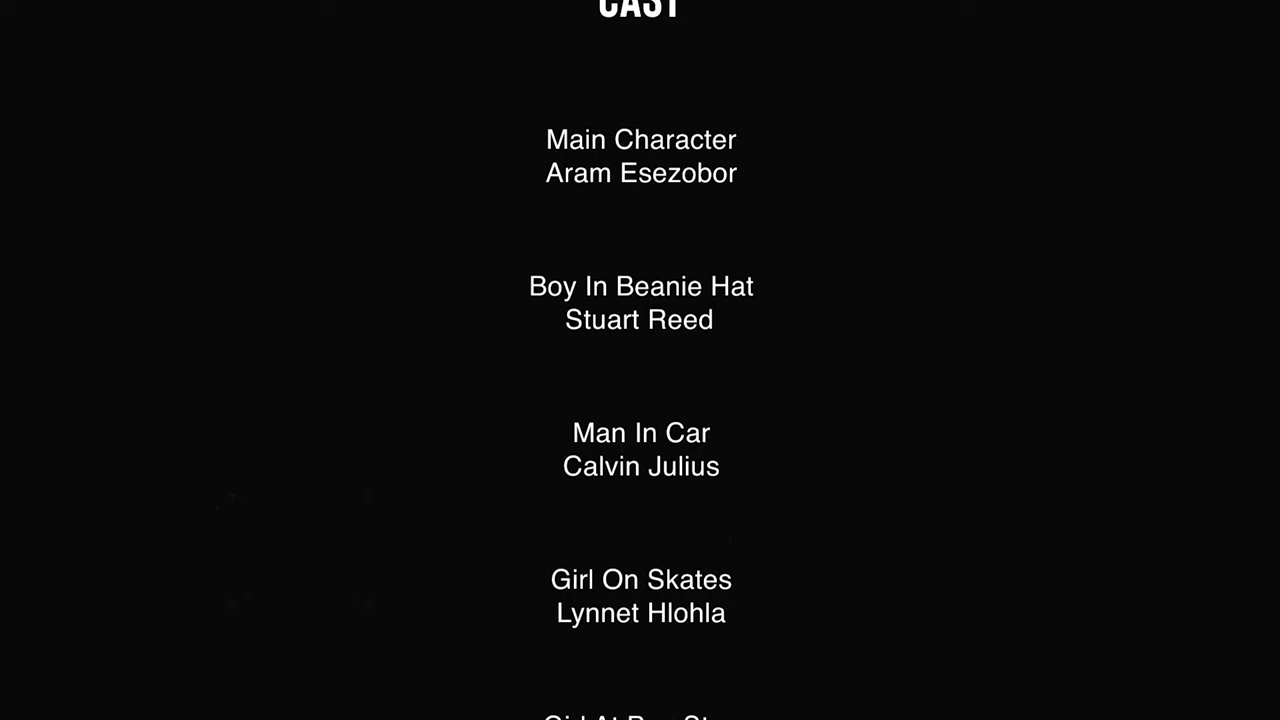 CAST
Main Character
Aram Esezobor
Boy In Beanie Hat
Stuart Reed
Man In Car
Calvin Julius
Girl On Skates
Lynnet Hlohla